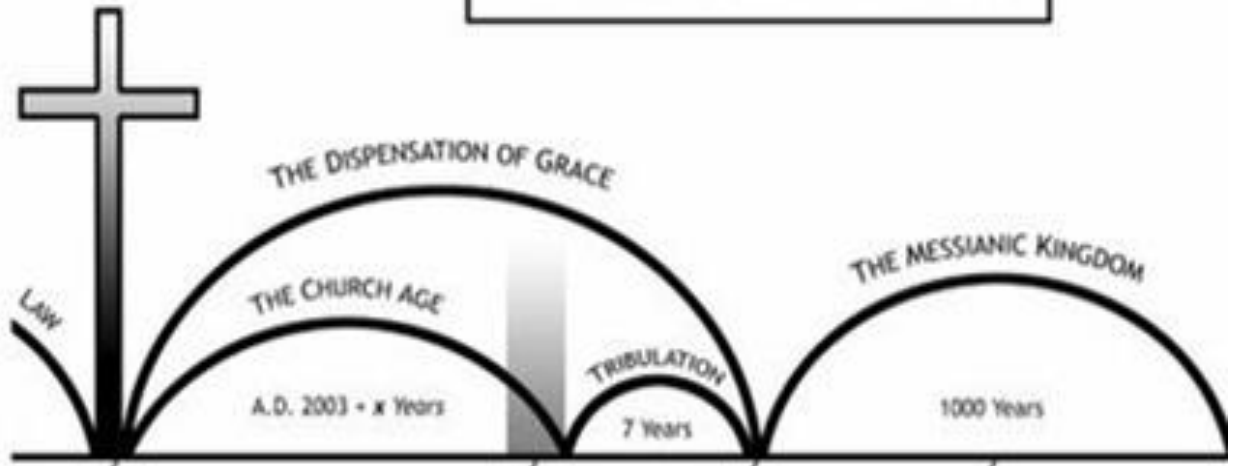 THE DISPENSATION OF GRACE
THE MESSIANIC KINGDOM
LAW
THE CHURCH AGE
TRIBULATION
A.D. 2003 + x Years
7 Years
1000 Years